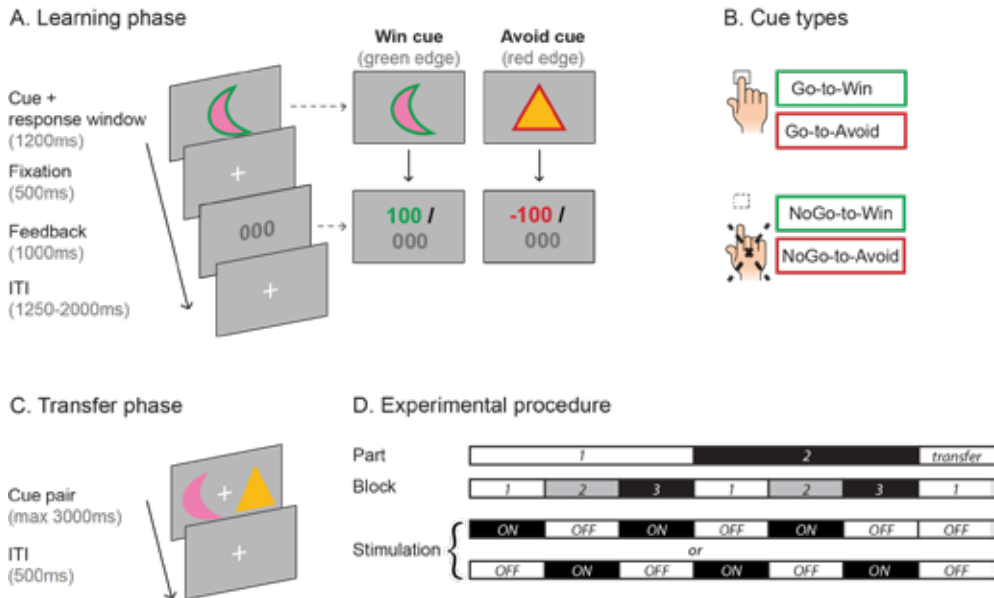 A. Learning phase
Win cue
(green edge)
Avoid cue
(red edge)
Cue +
response window
(1200ms)
Fixation
(500ms)
Feedback
(1000ms)
ITI
(1250-2000ms)
000
100 /
000
-100 /
000
B. Cue types
Go-to-Win
Go-to-Avoid
NoGo-to-Win
NoGo-to-Avoid
C. Transfer phase
Cue pair
(max 3000ms)
ITI
(500ms)
D. Experimental procedure
Part 1 2 transfer
Block 1 2 3 1 2 3 1
Stimulation
ON OFF ON OFF ON OFF OFF
or
OFF ON OFF ON OFF ON OFF